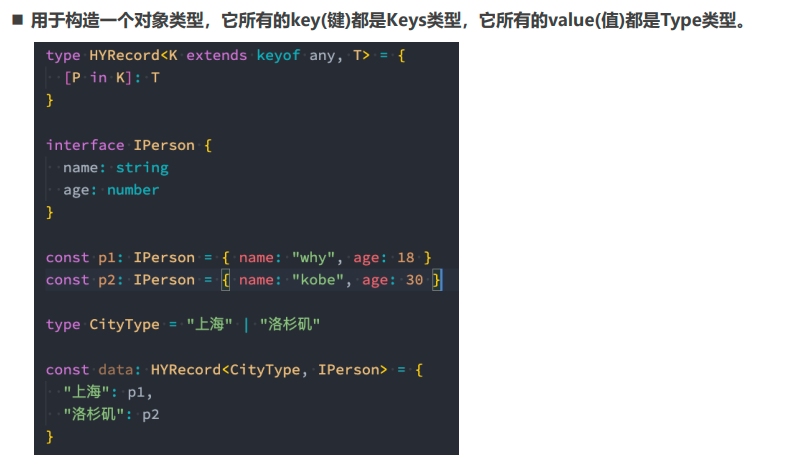 ■ 用于构造一个对象类型，它所有的key(键)都是Keys类型，它所有的value(值)都是Type类型。
type HYRecord<K extends keyof any, T> = {
  [P in K]: T
}
interface IPerson {
  name: string
  age: number
}
const p1: IPerson = { name: "why", age: 18 }
const p2: IPerson = { name: "kobe", age: 30 }
type CityType = "上海" | "洛杉矶"
const data: HYRecord<CityType, IPerson> = {
  "上海": p1,
  "洛杉矶": p2
}